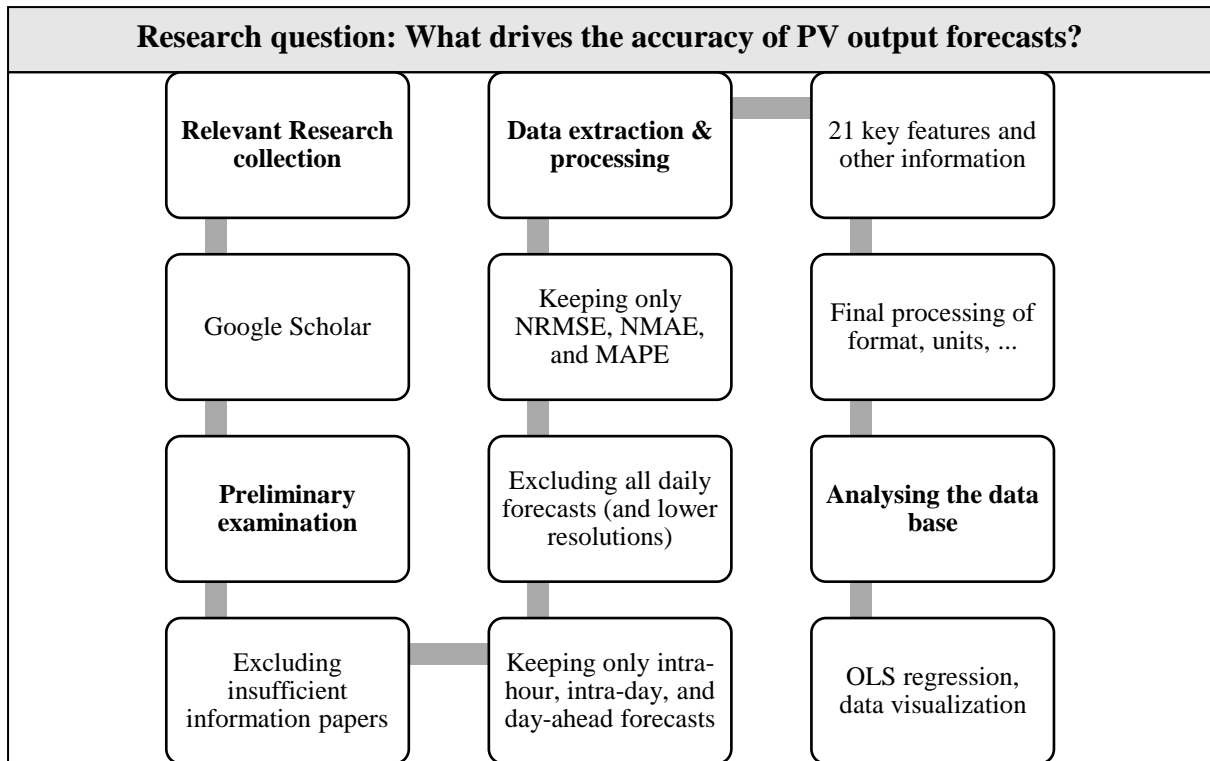 Research question: What drives the accuracy of PV output forecasts?
Relevant Research
collection
Google Scholar
Preliminary
examination
Excluding
insufficient
information papers
Data extraction &
processing
Keeping only
NRMSE, NMAE,
and MAPE
Excluding all daily
forecasts (and lower
resolutions)
Keeping only intra-
hour, intra-day, and
day-ahead forecasts
21 key features and
other information
Final processing of
format, units, ...
Analysing the data
base
OLS regression,
data visualization